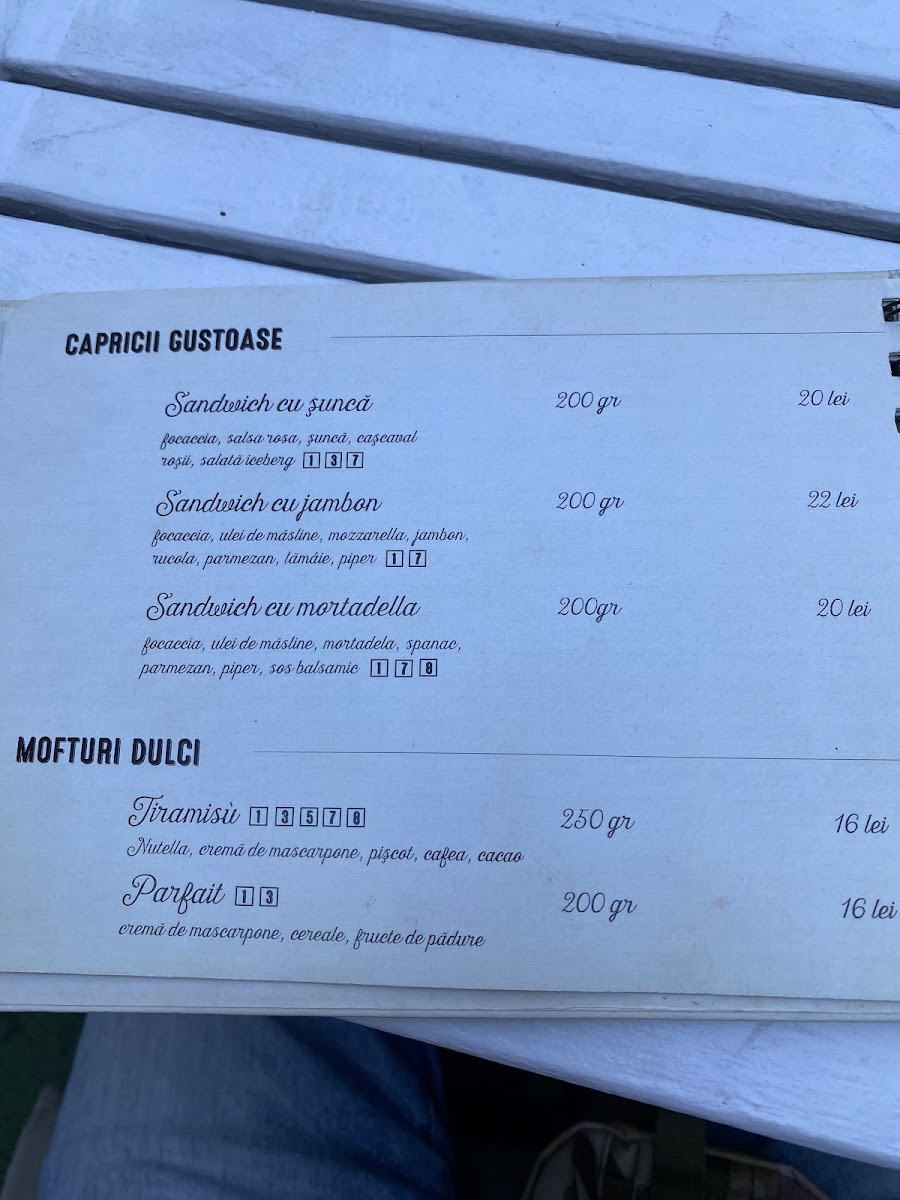 CAPRICII GUSTOASE
Sandwich cu şuncă 200 gr 20 lei
focaccia, salsa rosa, şuncă, caşcaval
roşii, salată iceberg 1 3 7
Sandwich cu jambon 200 gr 22 lei
focaccia, ulei de măsline, mozzarella, jambon,
rucola, parmezan, lămâie, piper 1 7
Sandwich cu mortadella 200gr 20 lei
focaccia, ulei de măsline, mortadela, spanac,
parmezan, piper, sos balsamic 1 7 8
MOFTURI DULCI
Tiramisù 1 3 5 7 8 250 gr 16 lei
Nutella, cremă de mascarpone, pişcot, cafea, cacao
Parfait 1 3 200 gr 16 lei
cremă de mascarpone, cereale, fructe de pădure